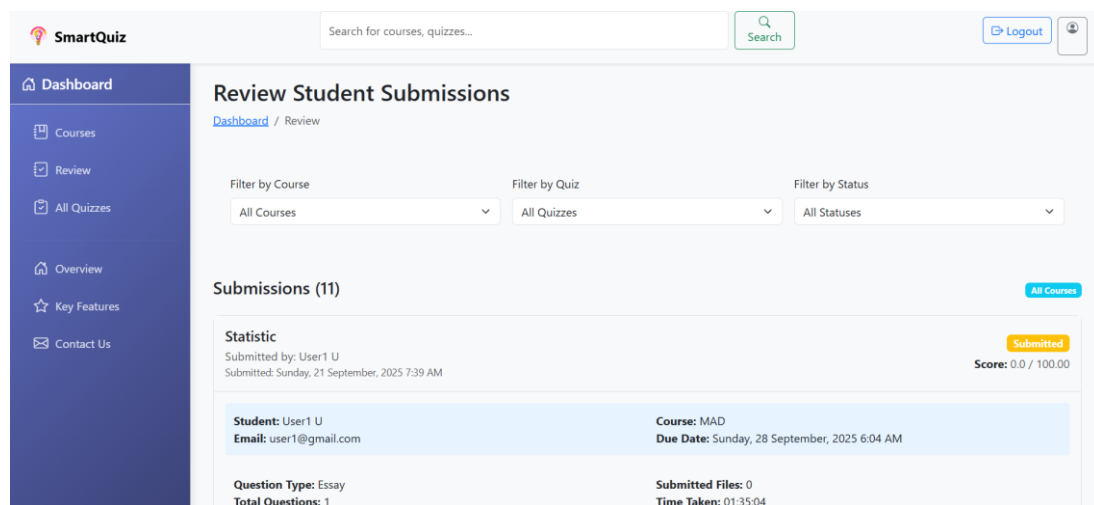 SmartQuiz
Search for courses, quizzes...
Search
Logout
Dashboard
Courses
Review
All Quizzes
Overview
Key Features
Contact Us
Review Student Submissions
Dashboard / Review
Filter by Course
Filter by Quiz
Filter by Status
All Courses
All Quizzes
All Statuses
Submissions (11)
All Courses
Statistic
Submitted by: User1 U
Submitted: Sunday, 21 September, 2025 7:39 AM
Submitted
Score: 0.0 / 100.00
Student: User1 U
Email: user1@gmail.com
Course: MAD
Due Date: Sunday, 28 September, 2025 6:04 AM
Question Type: Essay
Total Questions: 1
Submitted Files: 0
Time Taken: 01:35:04